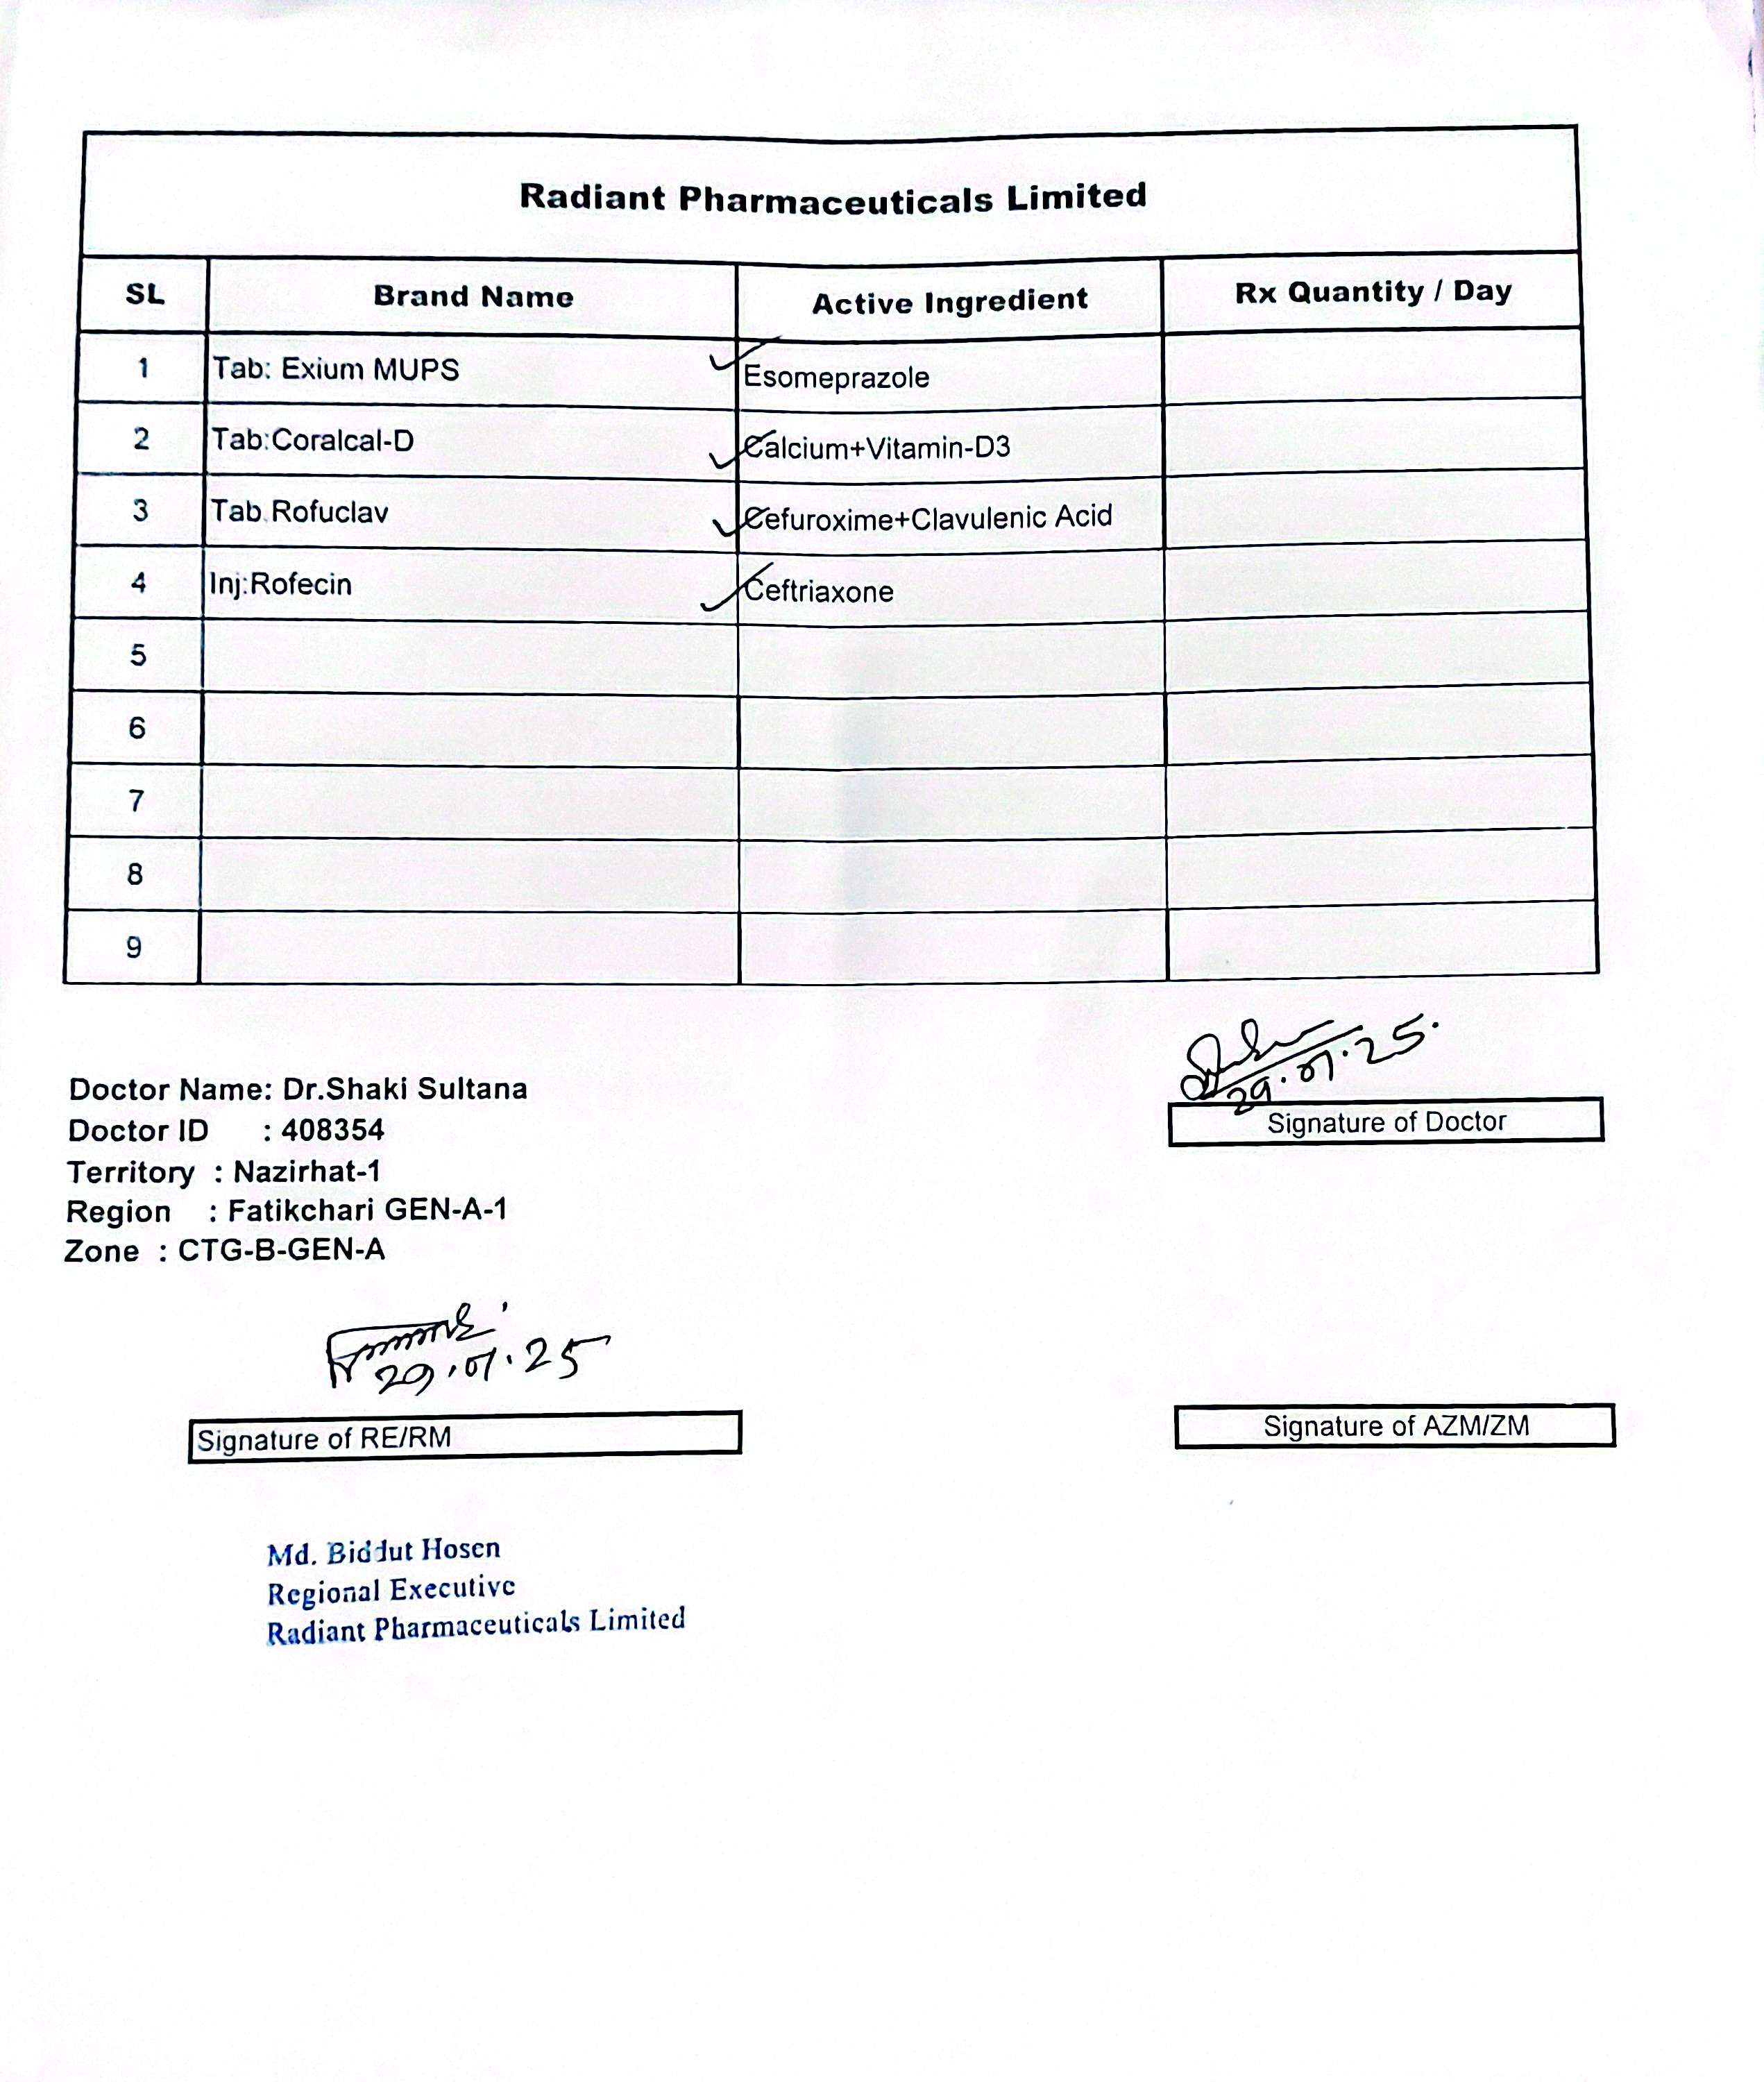 Radiant Pharmaceuticals Limited
SL Brand Name Active Ingredient Rx Quantity / Day
1 Tab: Exium MUPS Esomeprazole
2 Tab:Coralcal-D Calcium+Vitamin-D3
3 Tab.Rofuclav Cefuroxime+Clavulenic Acid
4 Inj:Rofecin Ceftriaxone
5
6
7
8
9
29.07.25.
Signature of Doctor
Doctor Name: Dr.Shaki Sultana
Doctor ID : 408354
Territory : Nazirhat-1
Region : Fatikchari GEN-A-1
Zone : CTG-B-GEN-A
29.07.25
Signature of RE/RM
Signature of AZM/ZM
Md. Biddut Hosen
Regional Executive
Radiant Pharmaceuticals Limited